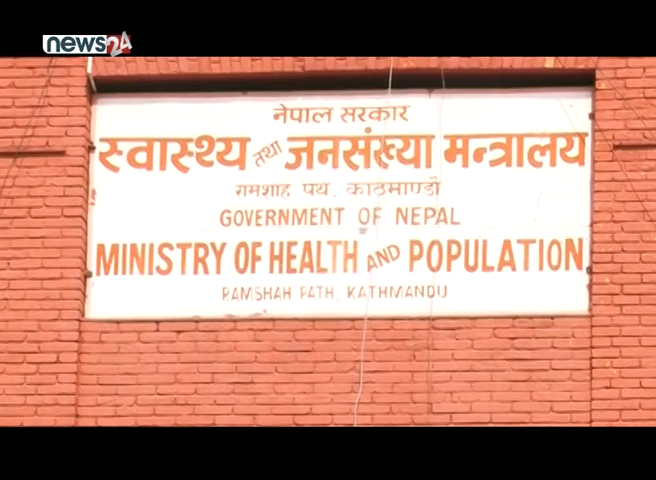 news24
नेपाल सरकार
स्वास्थ्य तथा जनसंख्या मन्त्रालय
रामशाह पथ, काठमाण्डौ
GOVERNMENT OF NEPAL
MINISTRY OF HEALTH AND POPULATION
RAMSHAH PATH, KATHMANDU